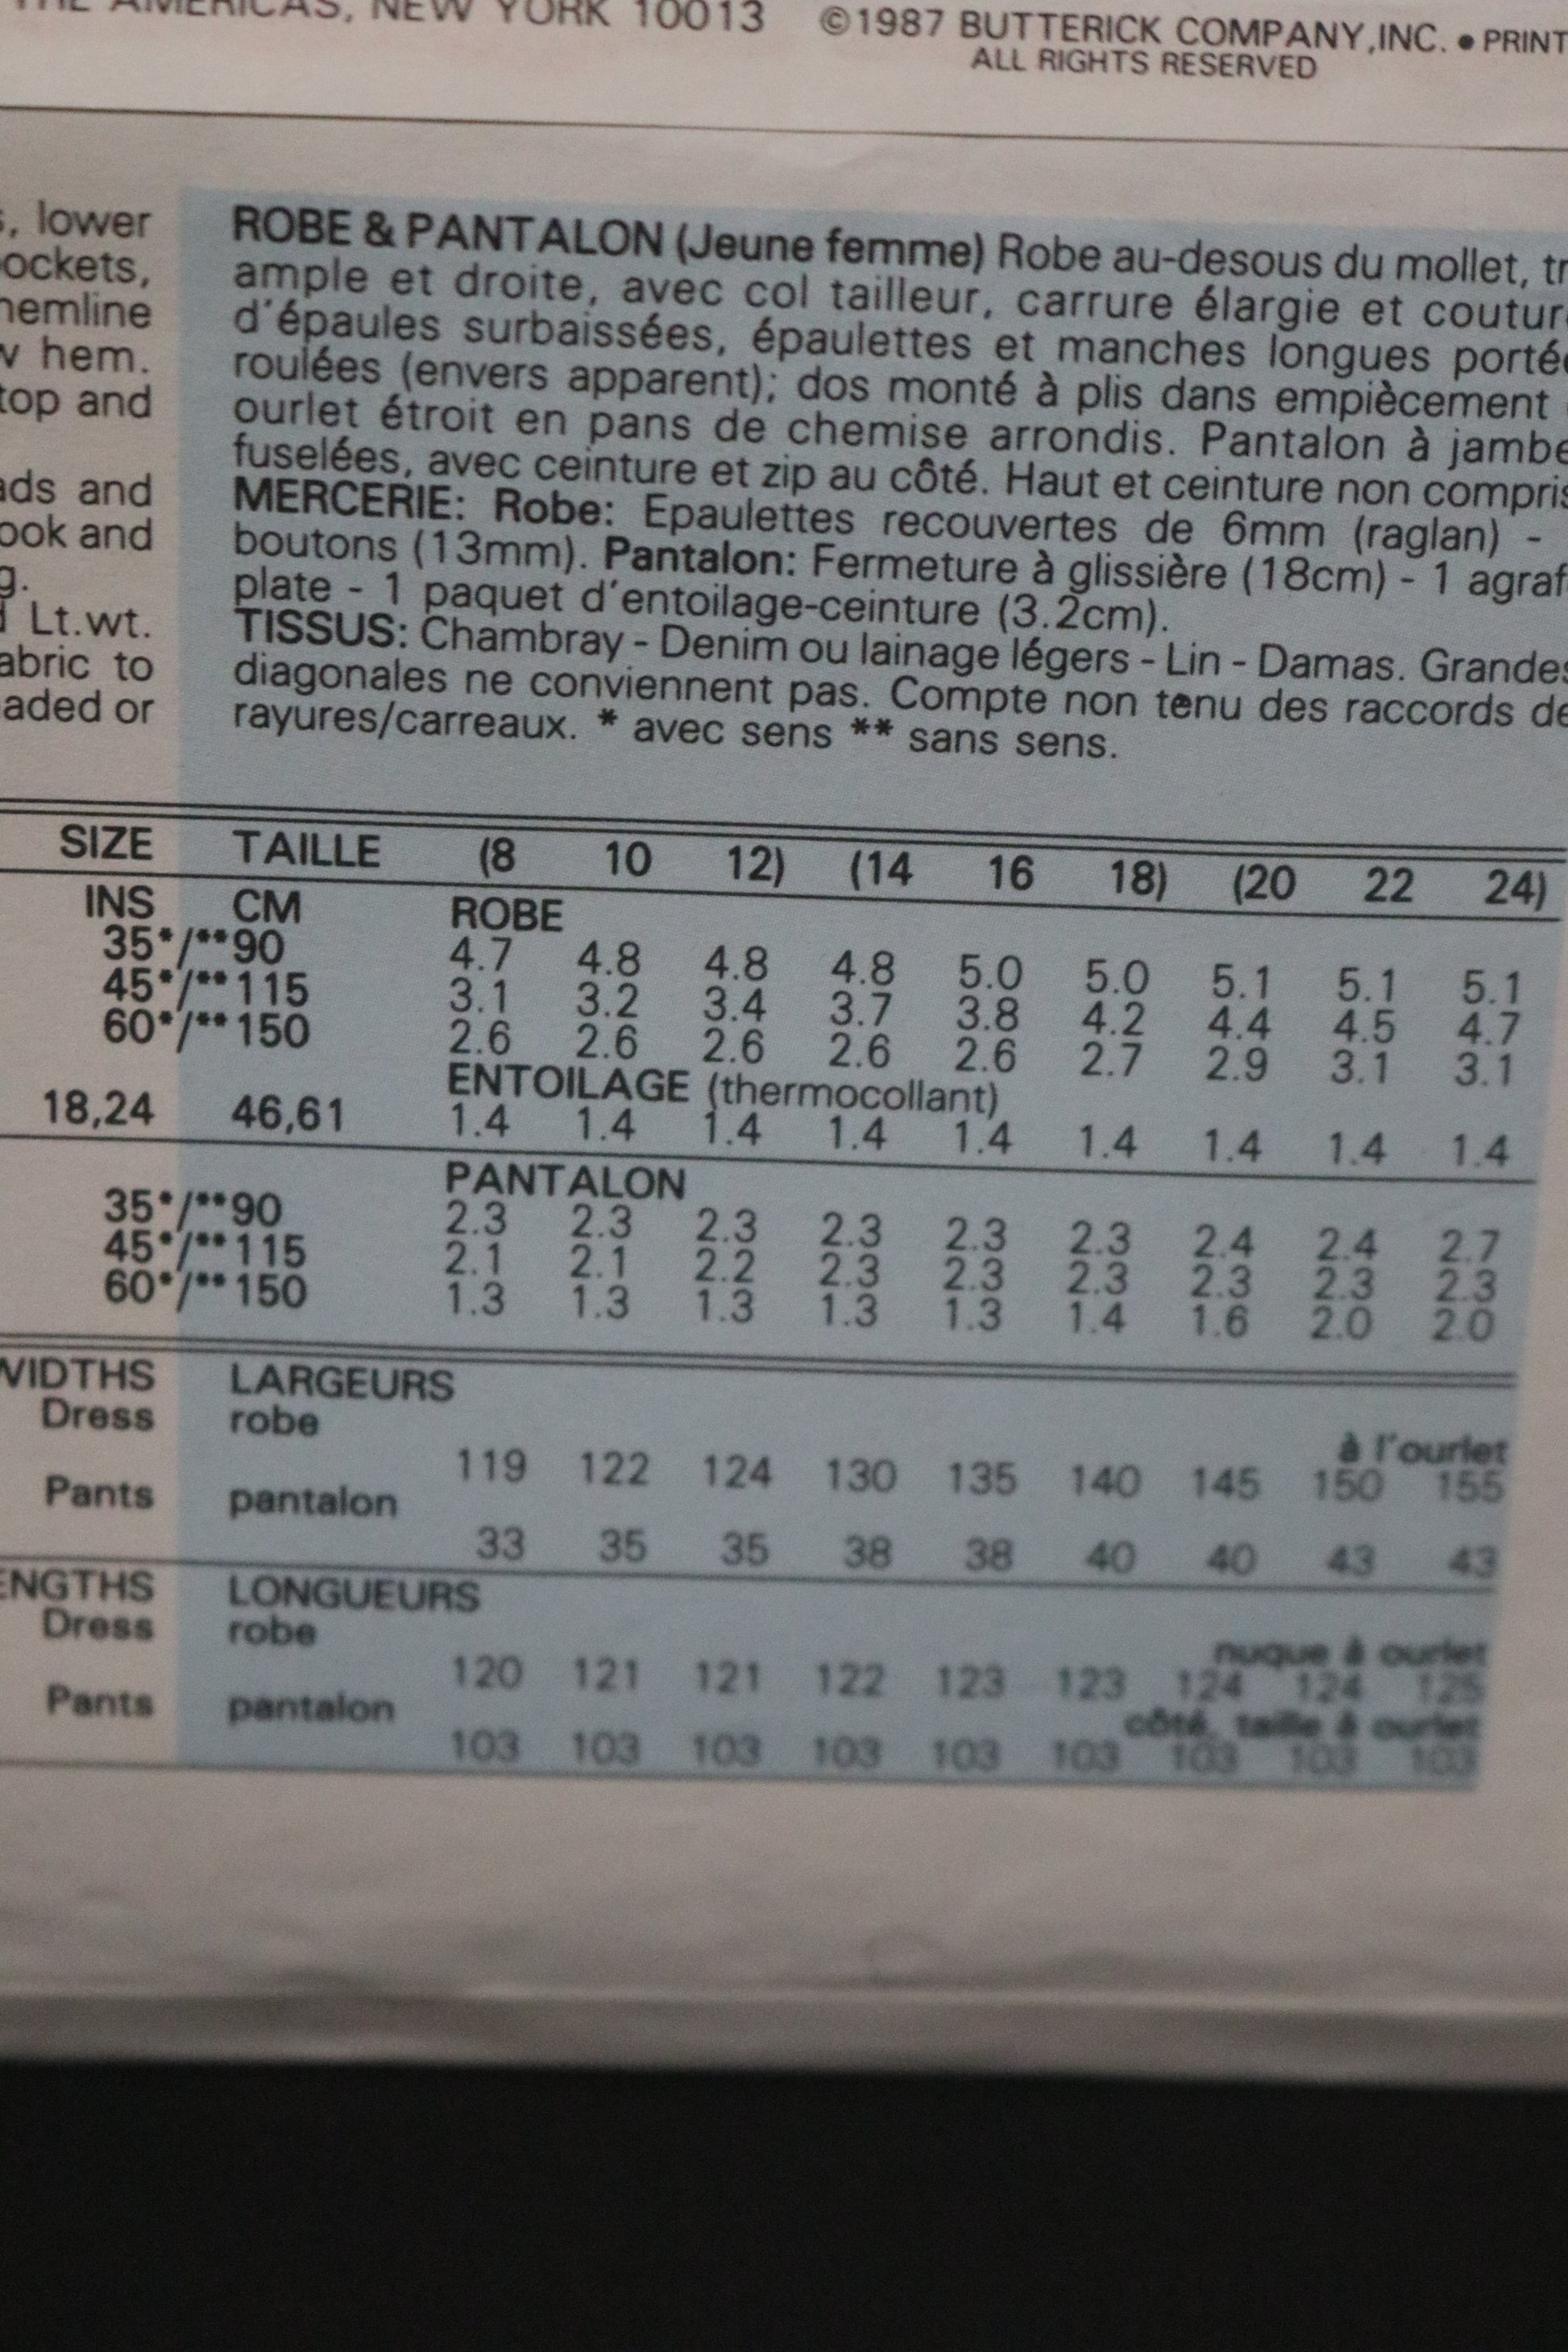 THE AMERICAS, NEW YORK 10013 ©1987 BUTTERICK COMPANY, INC. • PRINT
ALL RIGHTS RESERVED
, lower
ockets,
hemline
hem.
top and
ads and
ook and
g.
Lt.wt.
abric to
aded or
ROBE & PANTALON (Jeune femme) Robe au-desous du mollet, tr
ample et droite, avec col tailleur, carrure élargie et coutur
d'épaules surbaissées, épaulettes et manches longues porté
roulées (envers apparent); dos monté à plis dans empiècement
ourlet étroit en pans de chemise arrondis. Pantalon à jambe
fuselées, avec ceinture et zip au côté. Haut et ceinture non compris
MERCERIE: Robe: Epaulettes recouvertes de 6mm (raglan) -
boutons (13mm). Pantalon: Fermeture à glissière (18cm) - 1 agraf
plate - 1 paquet d'entoilage-ceinture (3.2cm).
TISSUS: Chambray - Denim ou lainage légers - Lin - Damas. Grandes
diagonales ne conviennent pas. Compte non tenu des raccords de
rayures/carreaux. * avec sens ** sans sens.
SIZE TAILLE (8 10 12) (14 16 18) (20 22 24)
INS CM ROBE
35*/**90 4.7 4.8 4.8 4.8 5.0 5.0 5.1 5.1 5.1
45*/**115 3.1 3.2 3.4 3.7 3.8 4.2 4.4 4.5 4.7
60*/**150 2.6 2.6 2.6 2.6 2.6 2.7 2.9 3.1 3.1
ENTOILAGE (thermocollant)
18,24 46,61 1.4 1.4 1.4 1.4 1.4 1.4 1.4 1.4 1.4
PANTALON
35*/**90 2.3 2.3 2.3 2.3 2.3 2.3 2.4 2.4 2.7
45*/**115 2.1 2.1 2.2 2.3 2.3 2.3 2.3 2.3 2.3
60*/**150 1.3 1.3 1.3 1.3 1.3 1.4 1.6 2.0 2.0
WIDTHS LARGEURS
Dress robe à l'ourlet
119 122 124 130 135 140 145 150 155
Pants pantalon
33 35 35 38 38 40 40 43 43
ENGTHS LONGUEURS
Dress robe nuque à ourlet
120 121 121 122 123 123 124 124 125
Pants pantalon côté, taille à ourlet
103 103 103 103 103 103 103 103 103